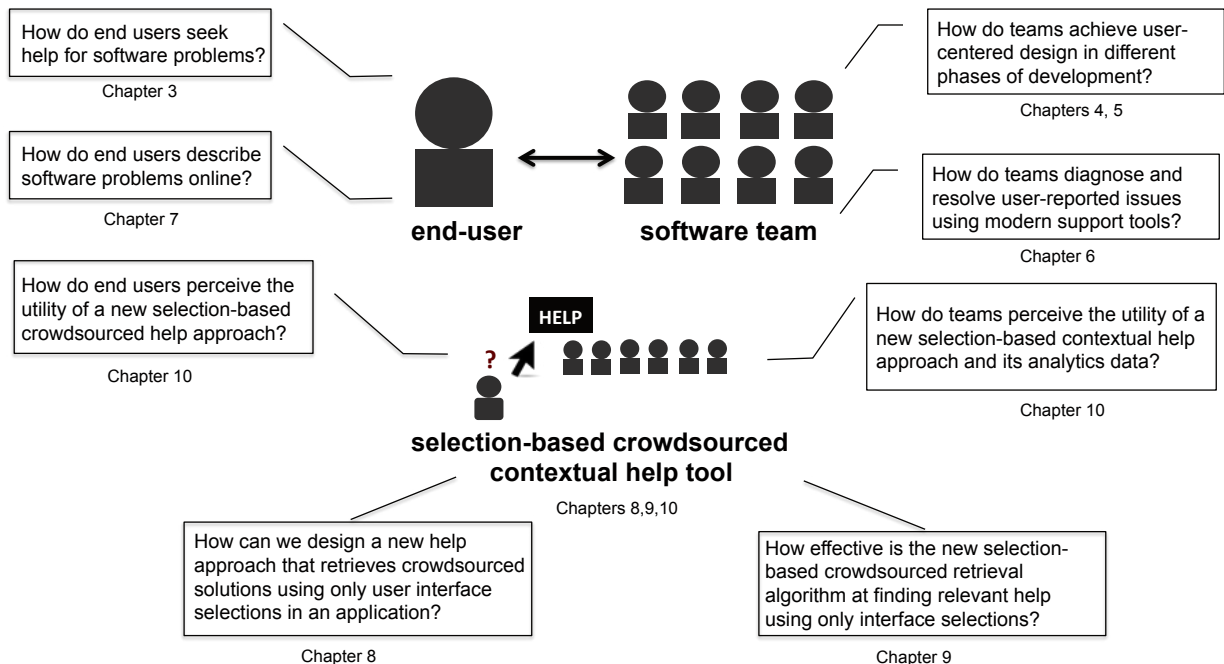 How do end users seek
help for software problems?
Chapter 3
How do end users describe
software problems online?
Chapter 7
How do end users perceive the
utility of a new selection-based
crowdsourced help approach?
Chapter 10
end-user
software team
How do teams achieve user-
centered design in different
phases of development?
Chapters 4, 5
How do teams diagnose and
resolve user-reported issues
using modern support tools?
Chapter 6
How do teams perceive the utility of a
new selection-based contextual help
approach and its analytics data?
Chapter 10
HELP
?
selection-based crowdsourced
contextual help tool
Chapters 8,9,10
How can we design a new help
approach that retrieves crowdsourced
solutions using only user interface
selections in an application?
Chapter 8
How effective is the new selection-
based crowdsourced retrieval
algorithm at finding relevant help
using only interface selections?
Chapter 9